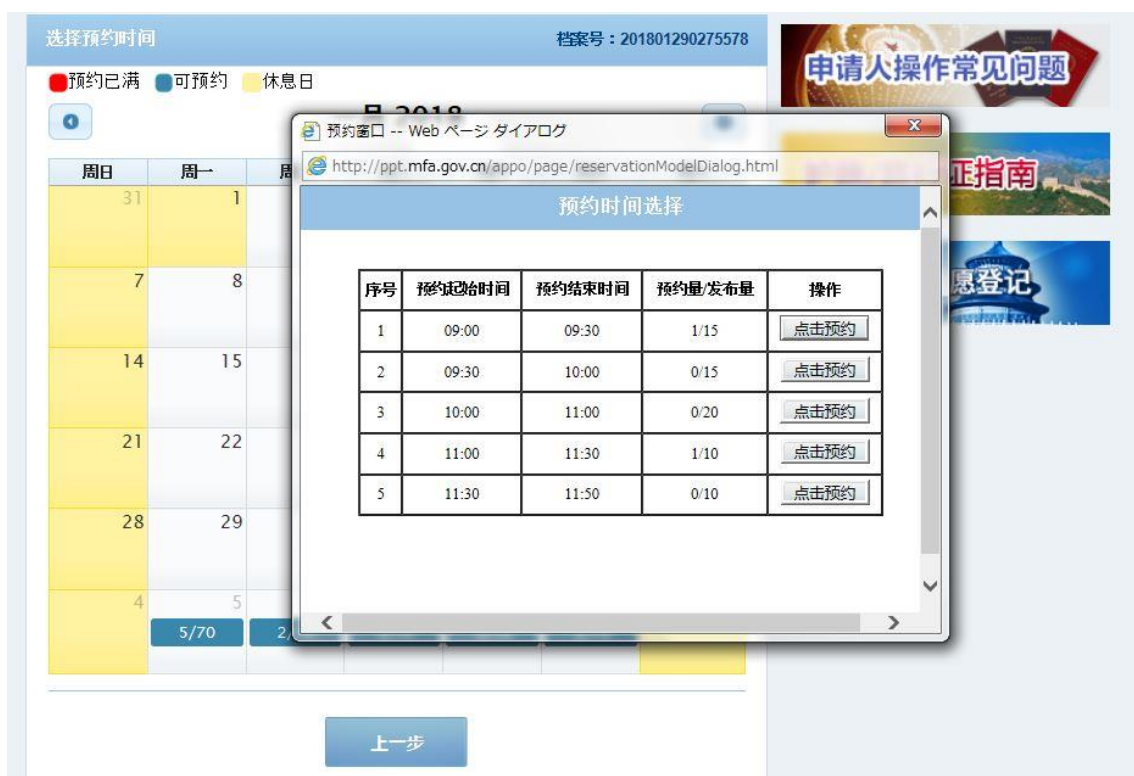 选择预约时间 档案号：201801290275578
预约已满 可预约 休息日
2018
申请人操作常见问题
预约窗口 -- Web ページ ダイアログ
http://ppt.mfa.gov.cn/appo/page/reservationModelDialog.html
证指南
愿登记
周日 周一
31 1
7 8
14 15
21 22
28 29
4 5
5/70 2/
预约时间选择
序号 预约起始时间 预约结束时间 预约量/发布量 操作
1 09:00 09:30 1/15 点击预约
2 09:30 10:00 0/15 点击预约
3 10:00 11:00 0/20 点击预约
4 11:00 11:30 1/10 点击预约
5 11:30 11:50 0/10 点击预约
上一步